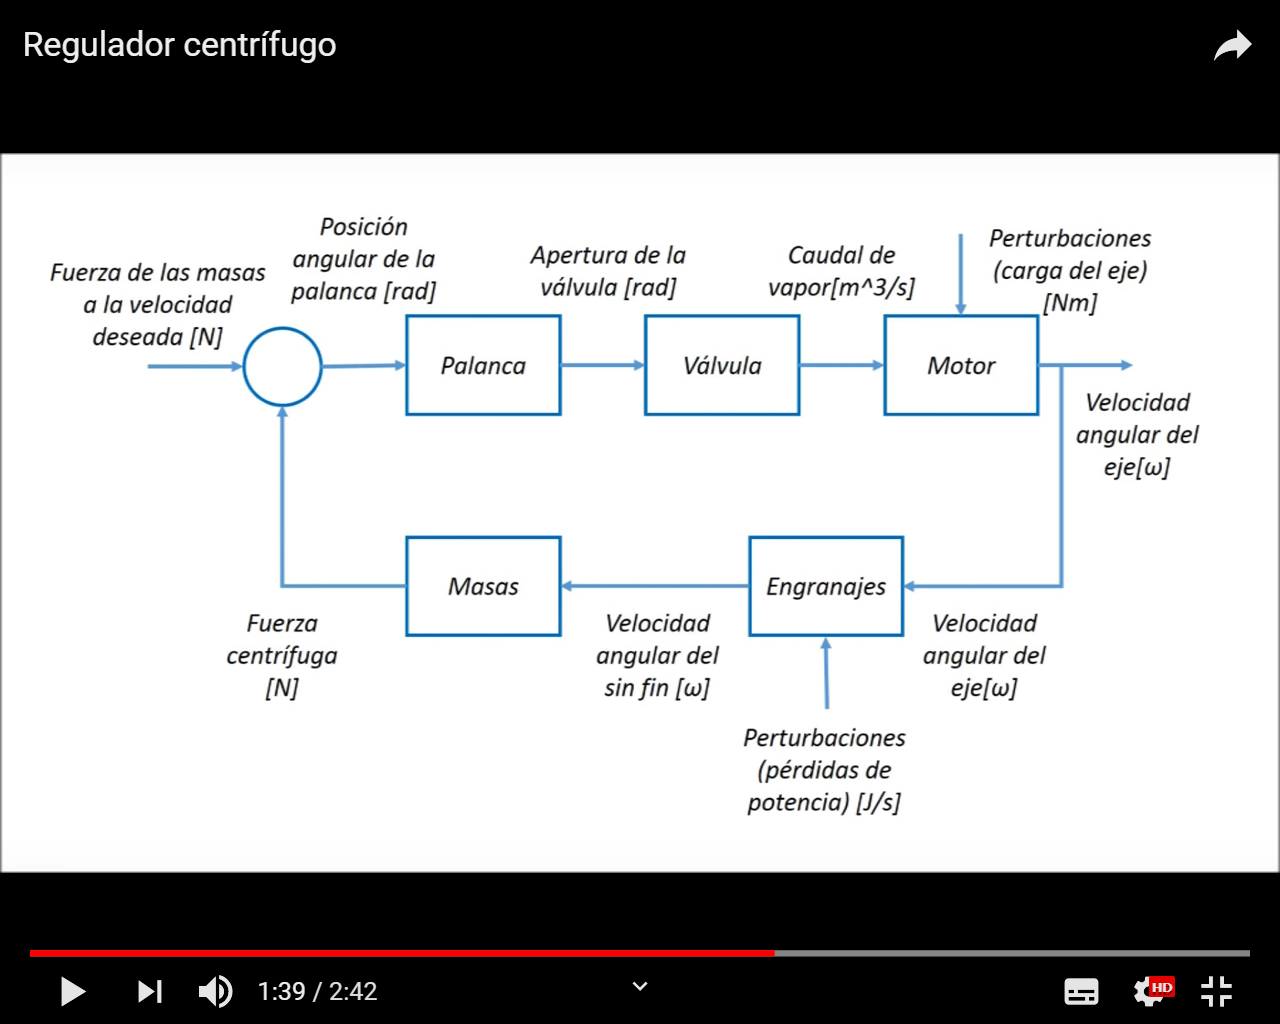 Regulador centrífugo
Fuerza de las masas
a la velocidad
deseada [N]
Posición
angular de la
palanca [rad]
Apertura de la
válvula [rad]
Caudal de
vapor[m^3/s]
Perturbaciones
(carga del eje)
[Nm]
Palanca
Válvula
Motor
Velocidad
angular del
eje[ω]
Masas
Engranajes
Fuerza
centrífuga
[N]
Velocidad
angular del
sin fin [ω]
Velocidad
angular del
eje[ω]
Perturbaciones
(pérdidas de
potencia) [J/s]
1:39 / 2:42
HD